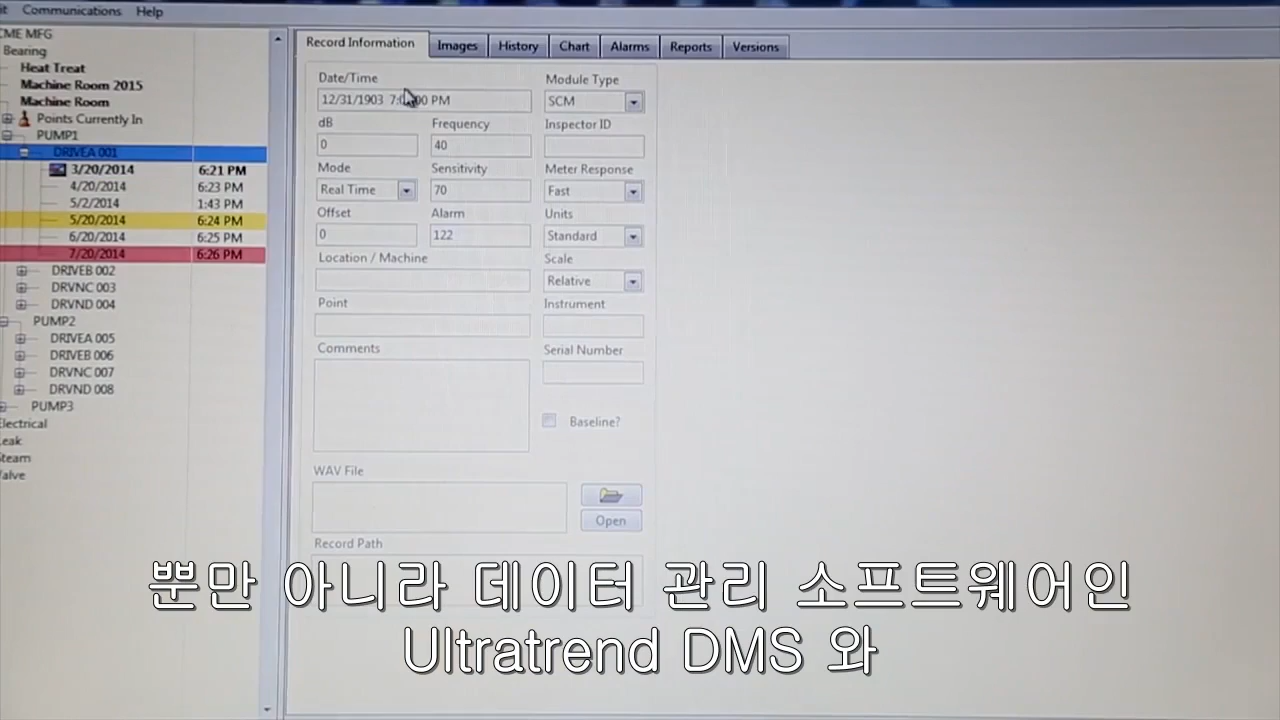 Communications Help
CME MFG
Bearing
Heat Treat
Machine Room 2015
Machine Room
Points Currently In
PUMP1
DRIVEA 001
3/20/2014 6:21 PM
4/20/2014 6:23 PM
5/2/2014 1:43 PM
5/20/2014 6:24 PM
6/20/2014 6:25 PM
7/20/2014 6:26 PM
DRIVEB 002
DRVNC 003
DRVND 004
PUMP2
DRIVEA 005
DRIVEB 006
DRVNC 007
DRVND 008
PUMP3
Electrical
Leak
Steam
Valve
Record Information Images History Chart Alarms Reports Versions
Date/Time Module Type
12/31/1903 PM SCM
dB Frequency Inspector ID
0 40
Mode Sensitivity Meter Response
Real Time 70 Fast
Offset Alarm Units
0 122 Standard
Location / Machine Scale
Relative
Point Instrument
Comments Serial Number
Baseline?
WAV File
Open
Record Path
뿐만 아니라 데이터 관리 소프트웨어인
Ultratrend DMS 와